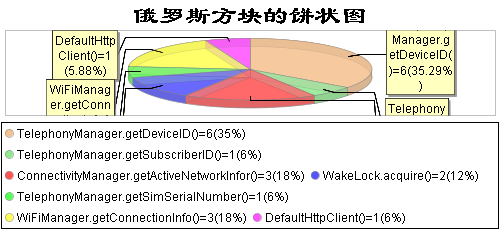 俄罗斯方块的饼状图
DefaultHttp
Client()=1
(5.88%)
Manager.g
etDeviceID(
)=6(35.29%
)
WiFiMana
ger.getConn
Telephony
TelephonyManager.getDeviceID()=6(35%)
TelephonyManager.getSubscriberID()=1(6%)
ConnectivityManager.getActiveNetworkInfor()=3(18%) WakeLock.acquire()=2(12%)
TelephonyManager.getSimSerialNumber()=1(6%)
WiFiManager.getConnectionInfo()=3(18%) DefaultHttpClient()=1(6%)